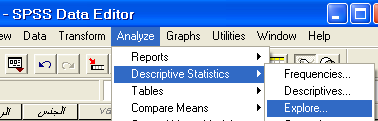 - SPSS Data Editor
Data Transform Analyze Graphs Utilities Window Help
Reports
Descriptive Statistics
Frequencies...
Tables
Descriptives...
Compare Means
Explore...
الجنس